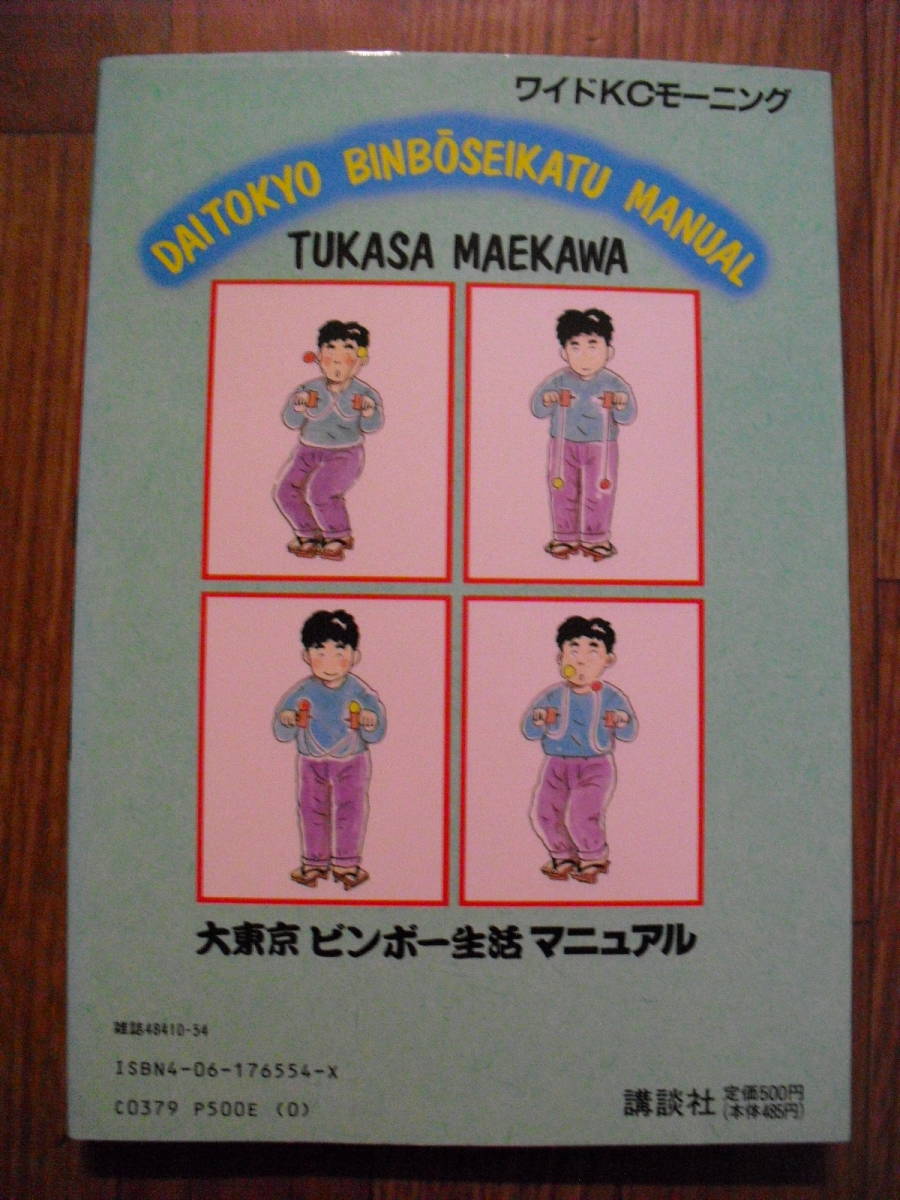 ワイドKCモーニング
DAITOKYO BINBŌSEIKATU MANUAL
TUKASA MAEKAWA
大東京 ビンボー生活 マニュアル
雑誌48410-54
ISBN4-06-176554-X
C0379 P500E (0)
講談社 定価500円
(本体485円)